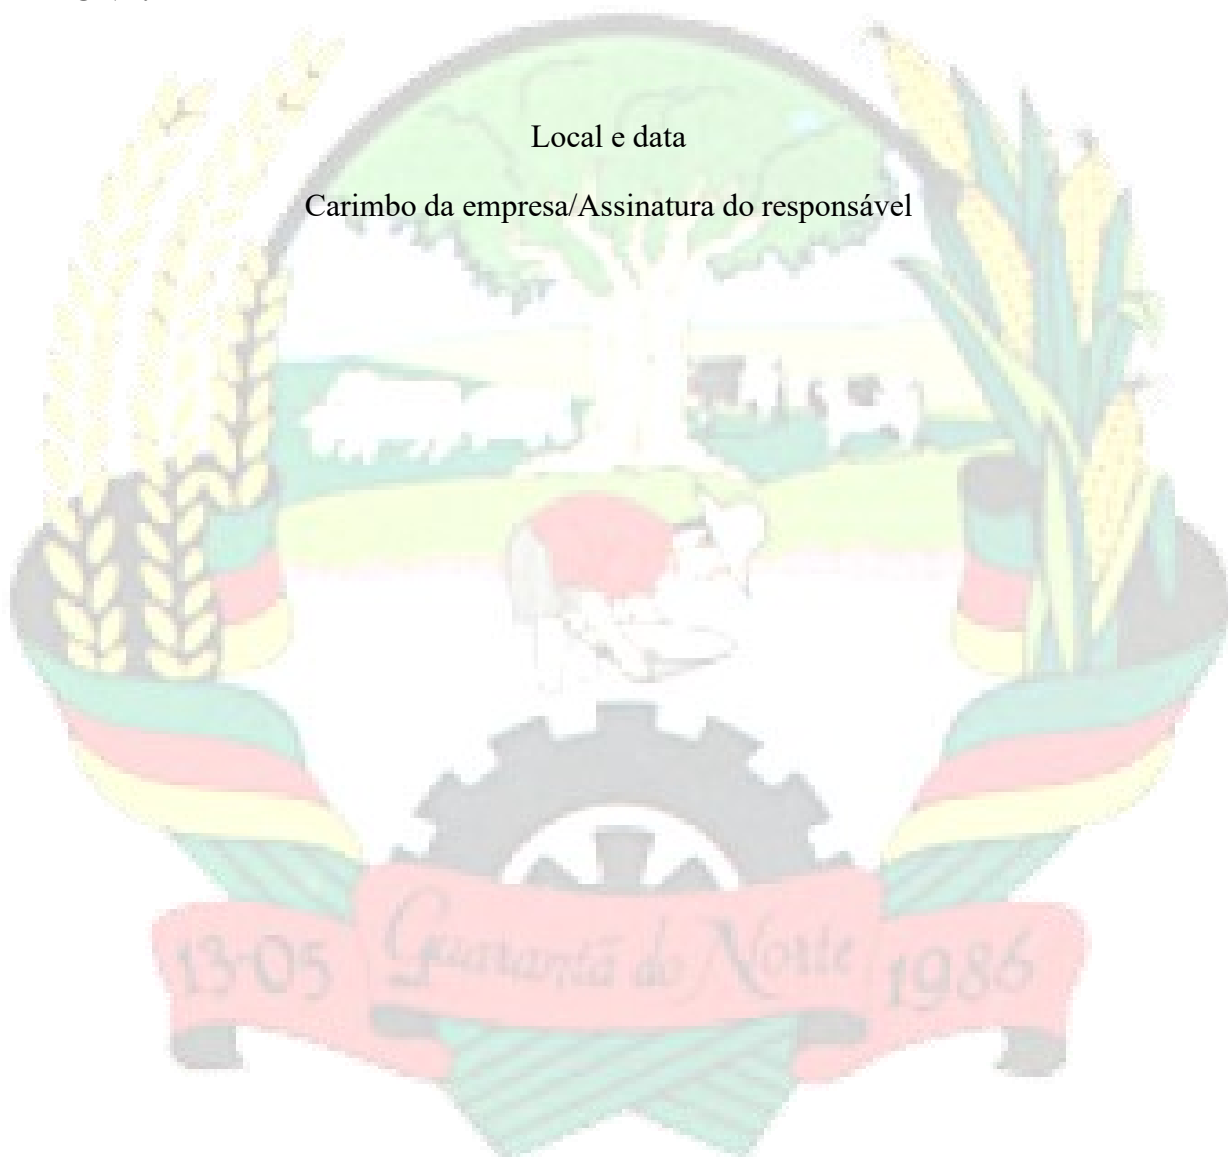 Local e data
Carimbo da empresa/Assinatura do responsável
13-05 Guarantã do Norte 1986